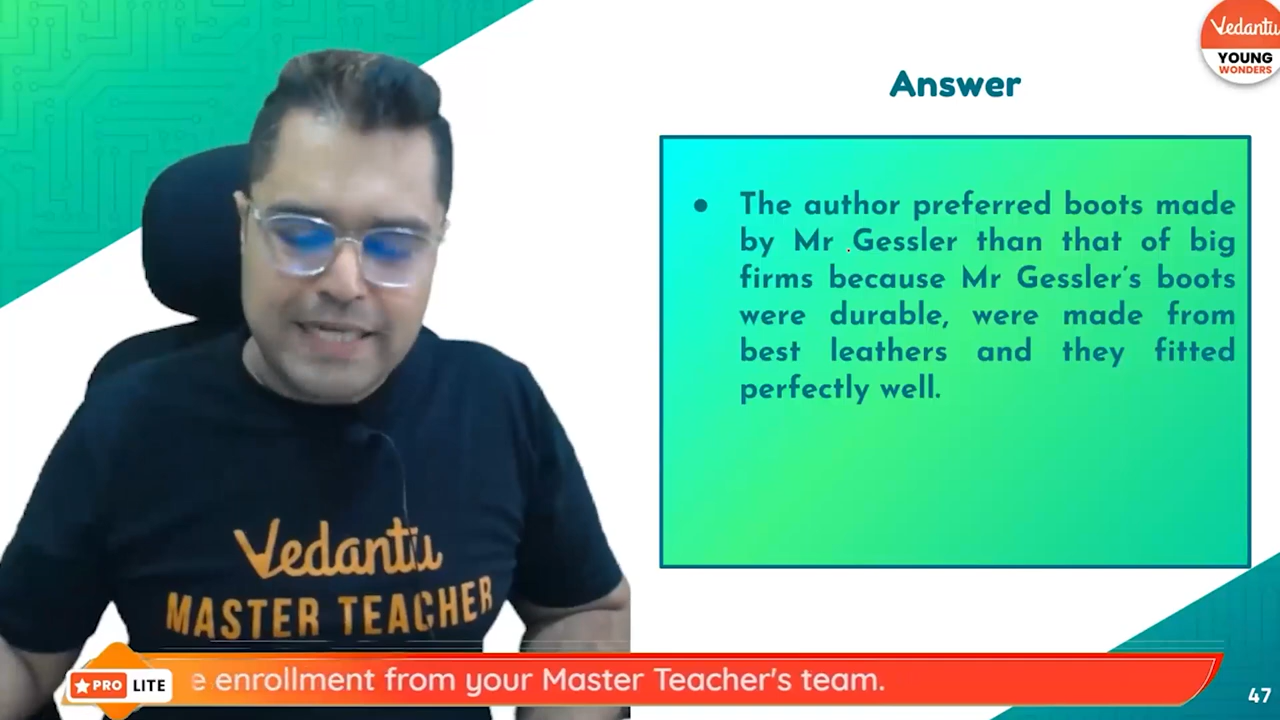 Vedantu
YOUNG
WONDERS
Answer
● The author preferred boots made
by Mr Gessler than that of big
firms because Mr Gessler's boots
were durable, were made from
best leathers and they fitted
perfectly well.
Vedantu
MASTER TEACHER
★ PRO LITE
e enrollment from your Master Teacher's team.
47